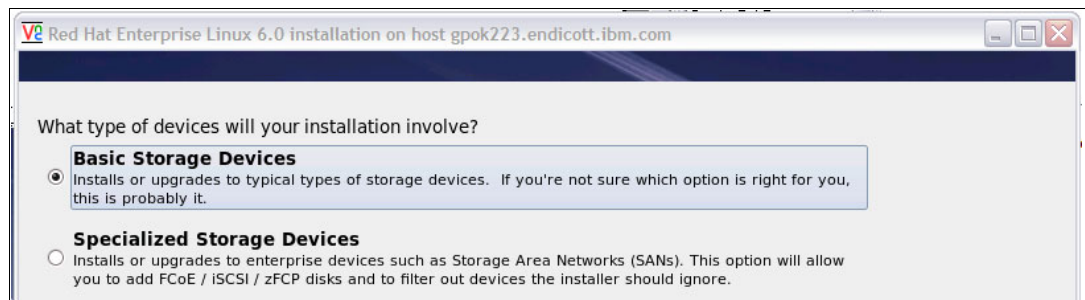 Red Hat Enterprise Linux 6.0 installation on host gpok223.endicott.ibm.com
What type of devices will your installation involve?
Basic Storage Devices
Installs or upgrades to typical types of storage devices.  If you're not sure which option is right for you,
this is probably it.
Specialized Storage Devices
Installs or upgrades to enterprise devices such as Storage Area Networks (SANs). This option will allow
you to add FCoE / iSCSI / zFCP disks and to filter out devices the installer should ignore.